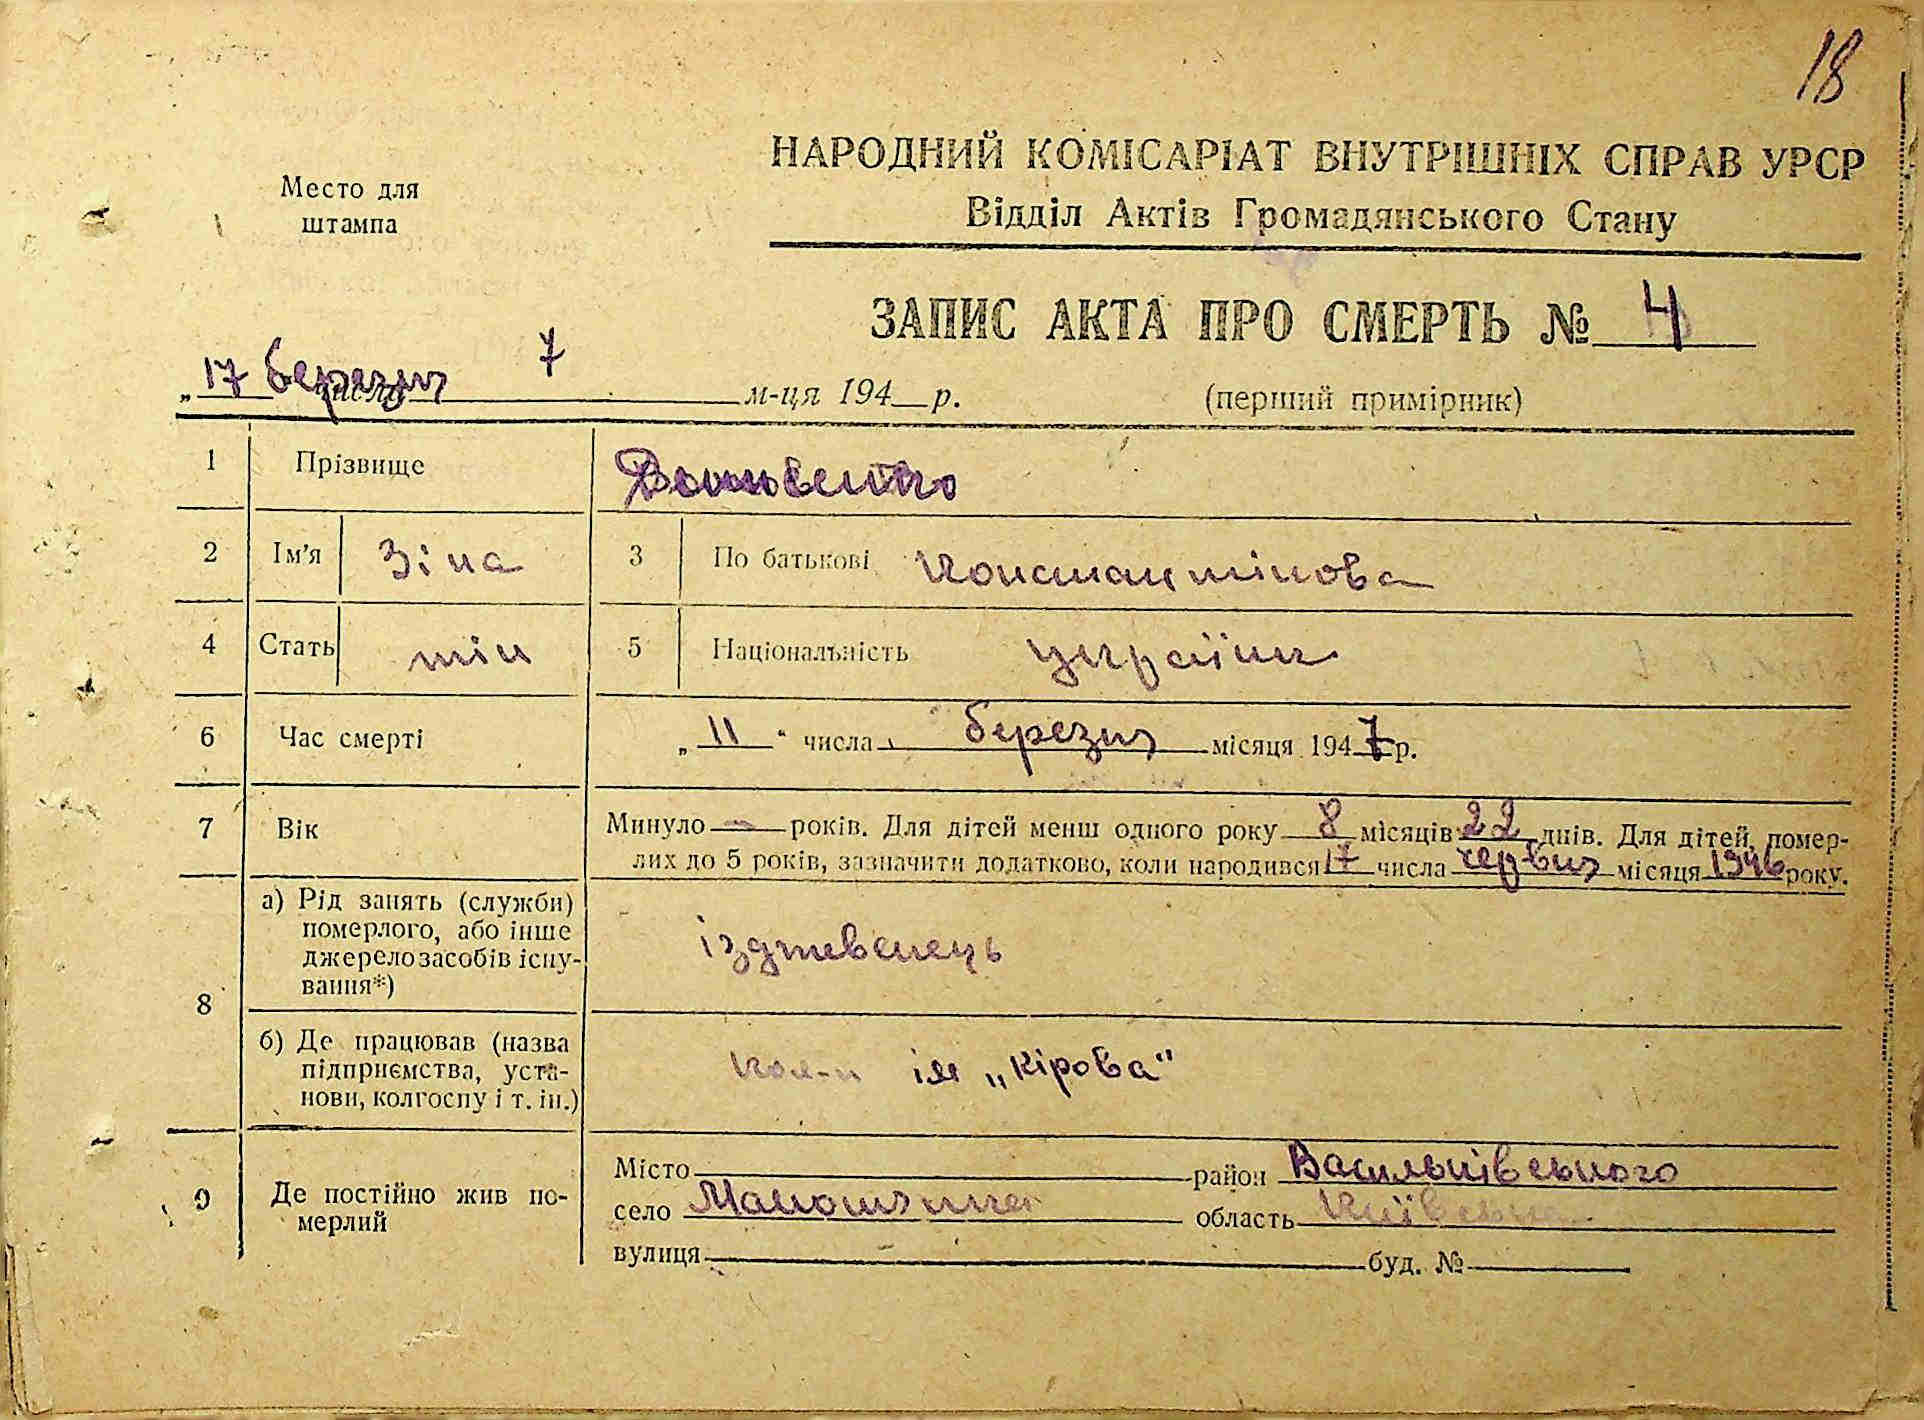 18
НАРОДНИЙ КОМІСАРІАТ ВНУТРІШНІХ СПРАВ УРСР
Відділ Актів Громадянського Стану
Место для
штампа
ЗАПИС АКТА ПРО СМЕРТЬ № 4
„ 17 березня числа 7 м-ця 194 р.
(перший примірник)
1 Прізвище
2 Ім'я Зіна 3 По батькові Константінова
4 Стать жін 5 Національність українк
6 Час смерті „ 11 “ числа березня місяця 1947 р.
7 Вік Минуло — років. Для дітей менш одного року 8 місяців 22 днів. Для дітей, помер-
лих до 5 років, зазначити додатково, коли народився 17 числа червня місяця 1946 року.
8 а) Рід занять (служби)
померлого, або інше
джерело засобів існу-
вання*)
ізджевенець
б) Де працював (назва
підприємства, уста-
нови, колгоспу і т. ін.)
кол-п ім „Кірова"
9 Де постійно жив по-
мерлий
Місто район Васильківського
село область Київська
вулиця буд. №